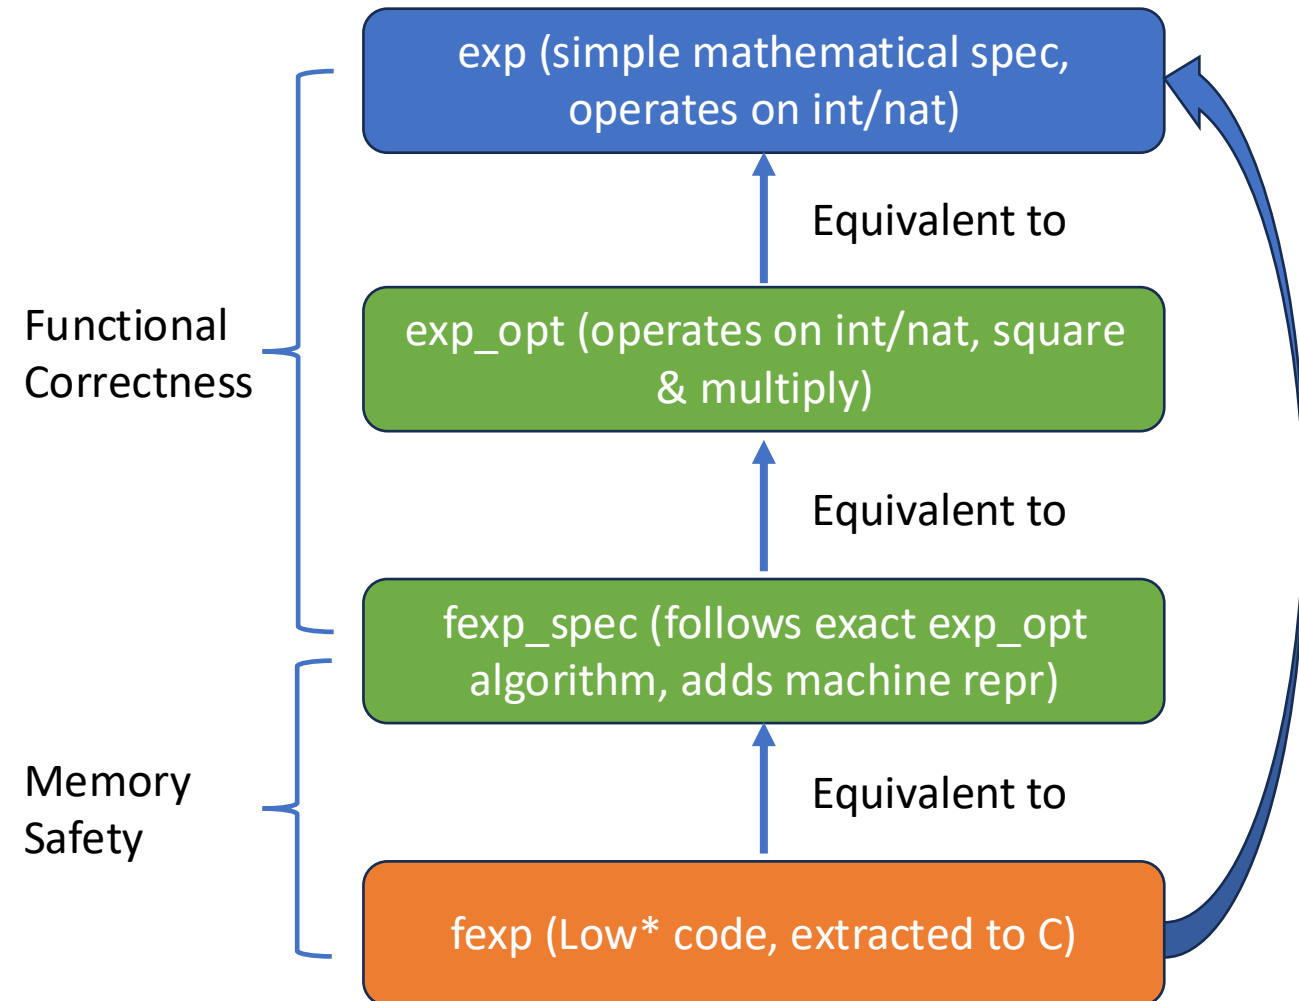 exp (simple mathematical spec,
operates on int/nat)
Equivalent to
Functional
Correctness
exp_opt (operates on int/nat, square
& multiply)
Equivalent to
fexp_spec (follows exact exp_opt
algorithm, adds machine repr)
Memory
Safety
Equivalent to
fexp (Low* code, extracted to C)